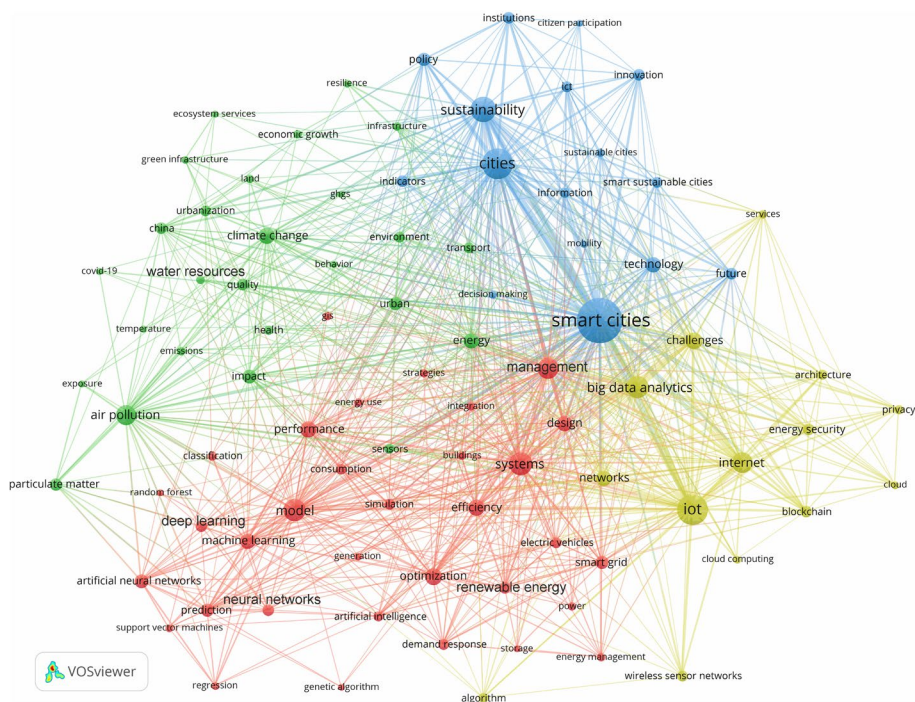 institutions
citizen participation
policy
innovation
resilience
ict
sustainability
ecosystem services
infrastructure
economic growth
sustainable cities
green infrastructure
cities
land
indicators
smart sustainable cities
ghgs
information
urbanization
services
china
climate change
environment
mobility
transport
behavior
technology
covid-19
water resources
future
quality
decision making
urban
gis
smart cities
temperature
health
energy
challenges
emissions
management
strategies
impact
architecture
exposure
big data analytics
energy use
integration
privacy
air pollution
design
performance
energy security
sensors
buildings
classification
systems
internet
consumption
networks
particulate matter
cloud
random forest
simulation
efficiency
model
iot
blockchain
deep learning
machine learning
electric vehicles
generation
smart grid
cloud computing
artificial neural networks
optimization
renewable energy
neural networks
prediction
power
artificial intelligence
support vector machines
demand response
storage
energy management
VOSviewer
wireless sensor networks
regression
genetic algorithm
algorithm